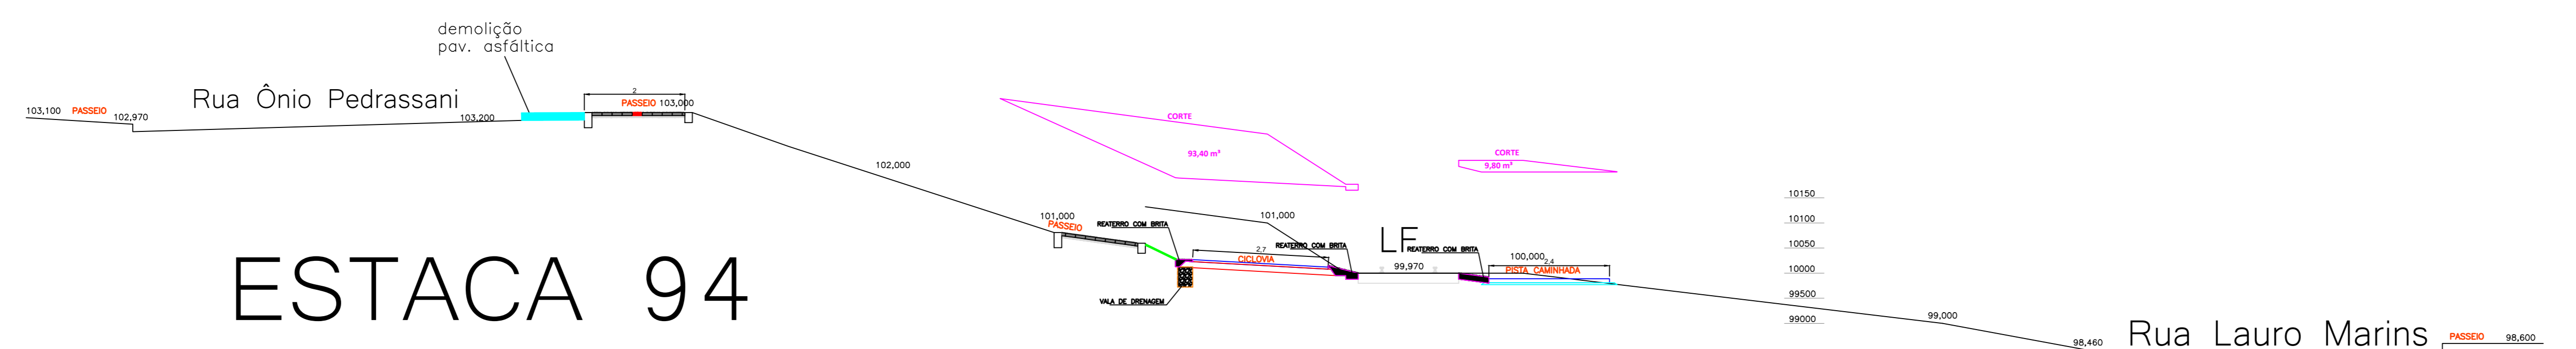 demolição
pav. asfáltica
Rua Ônio Pedrassani
103,100
PASSEIO
102,970
103,200
2
PASSEIO
103,000
102,000
CORTE
93,40 m³
CORTE
9,80 m³
101,000
PASSEIO
REATERRO COM BRITA
101,000
REATERRO COM BRITA
2,7
CICLOVIA
VALA DE DRENAGEM
LF
REATERRO COM BRITA
99,970
100,000
2,4
PISTA CAMINHADA
10150
10100
10050
10000
99500
99000
99,000
98,460
Rua Lauro Marins
PASSEIO
98,600
ESTACA 94